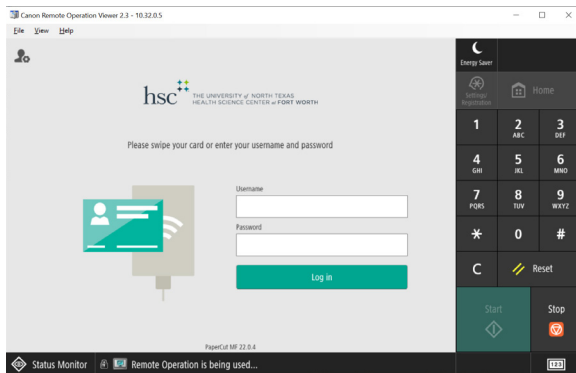 Canon Remote Operation Viewer 2.3 - 10.32.0.5
File View Help
Energy Saver
Settings/
Registration
Home
hsc THE UNIVERSITY of NORTH TEXAS
HEALTH SCIENCE CENTER at FORT WORTH
Please swipe your card or enter your username and password
Username
Password
Log in
PaperCut MF 22.0.4
1 2 3
ABC DEF
4 5 6
GHI JKL MNO
7 8 9
PQRS TUV WXYZ
* 0 #
C Reset
Start Stop
Status Monitor Remote Operation is being used...
123